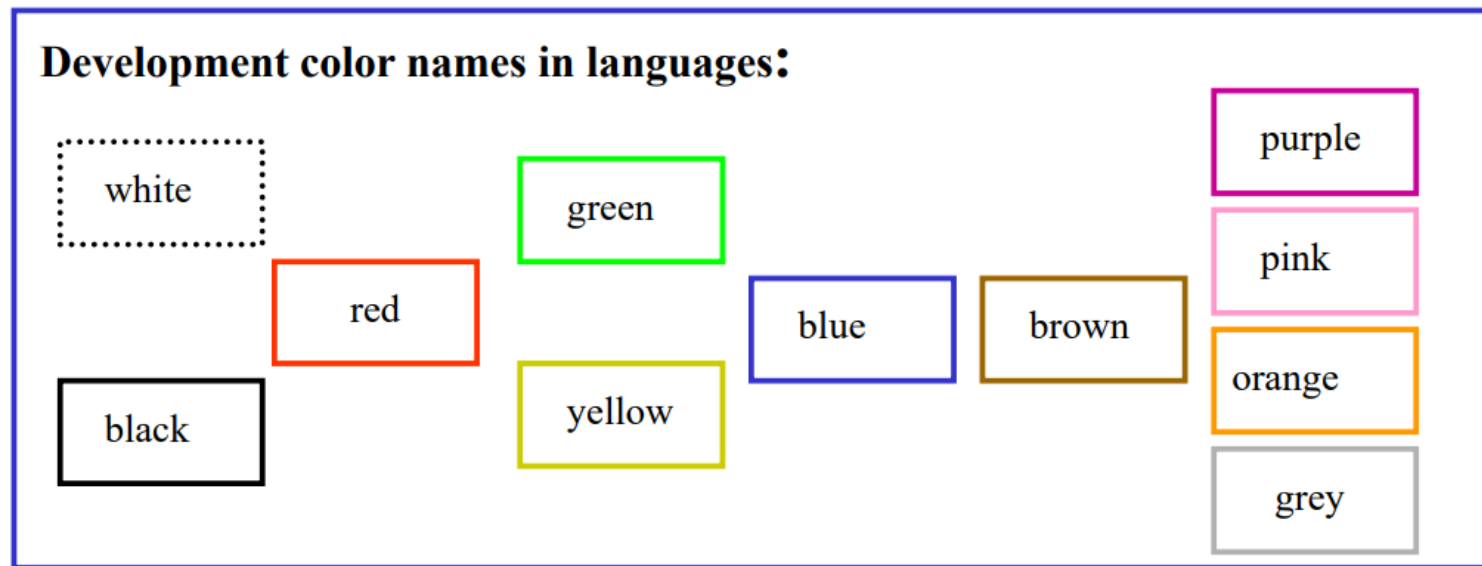 Development color names in languages:
white
black
red
green
yellow
blue
brown
purple
pink
orange
grey